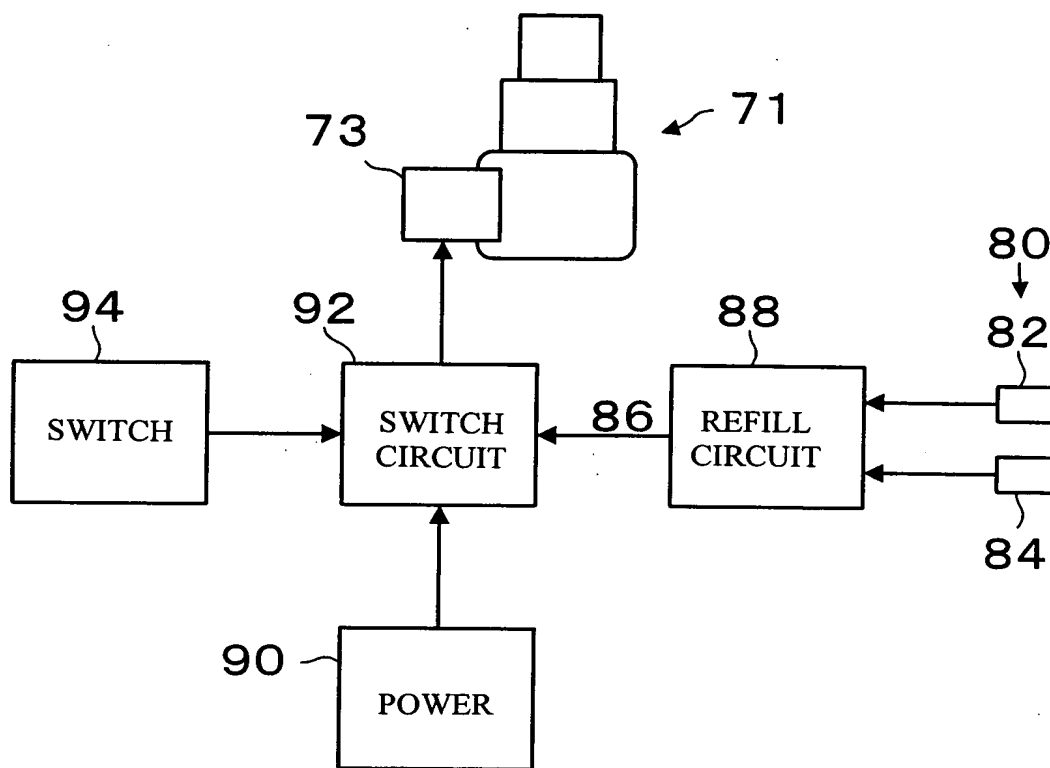 71
73
80
94
92
88
82
SWITCH
SWITCH
CIRCUIT
86
REFILL
CIRCUIT
84
90
POWER